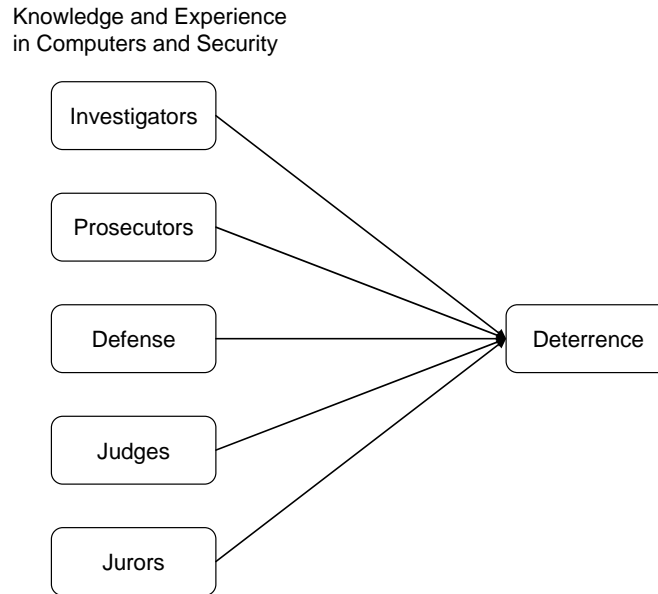 Knowledge and Experience
in Computers and Security
Investigators
Prosecutors
Defense
Deterrence
Judges
Jurors